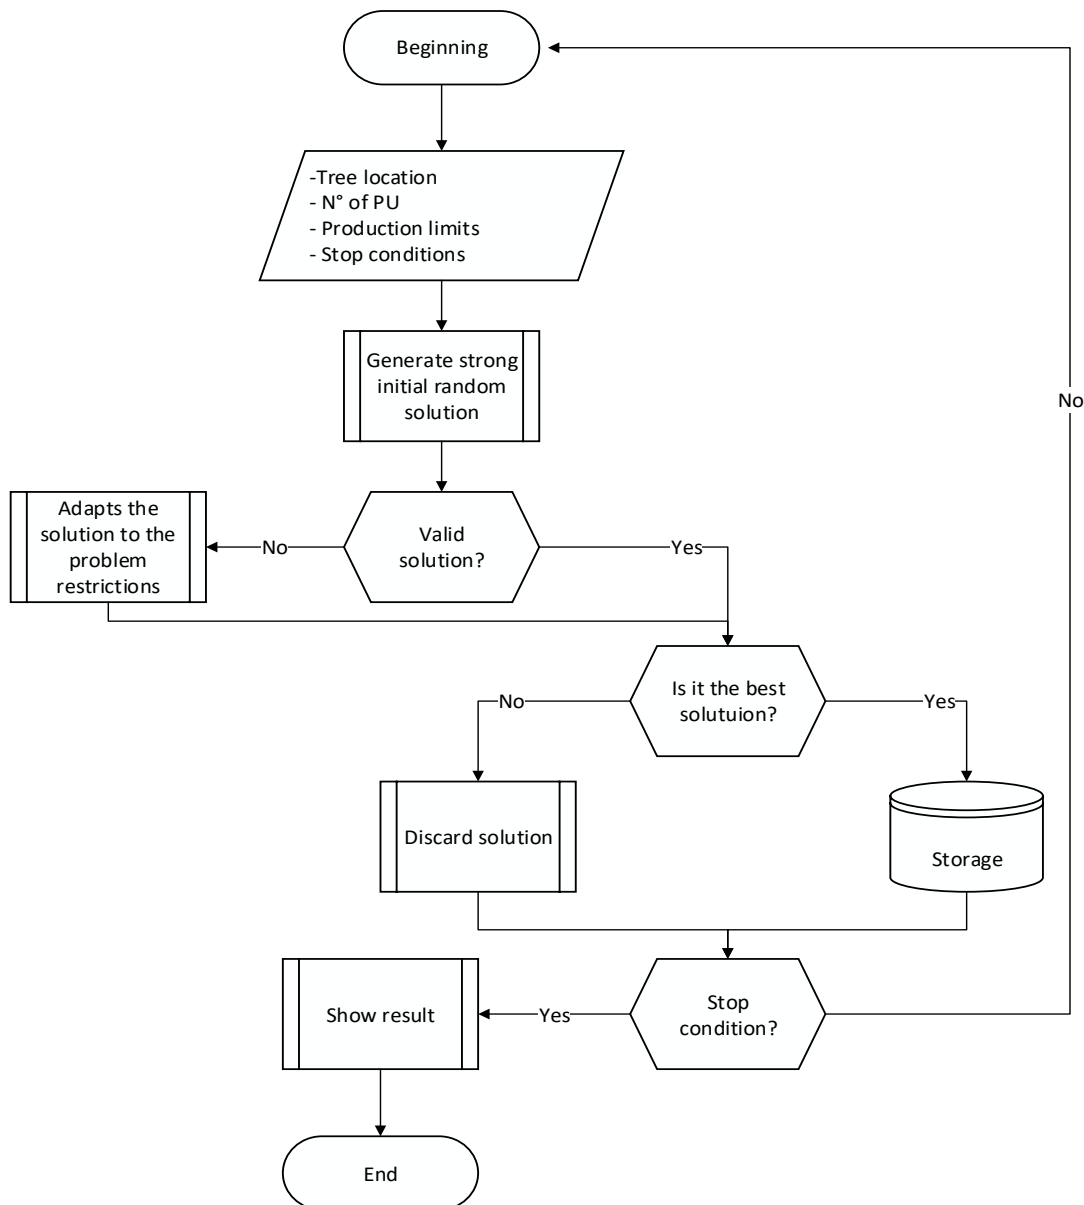 Beginning
-Tree location
- N° of PU
- Production limits
- Stop conditions
Generate strong
initial random
solution
No
Adapts the
solution to the
problem
restrictions
No
Valid
solution?
Yes
Is it the best
solutuion?
No
Yes
Discard solution
Storage
Show result
Yes
Stop
condition?
End